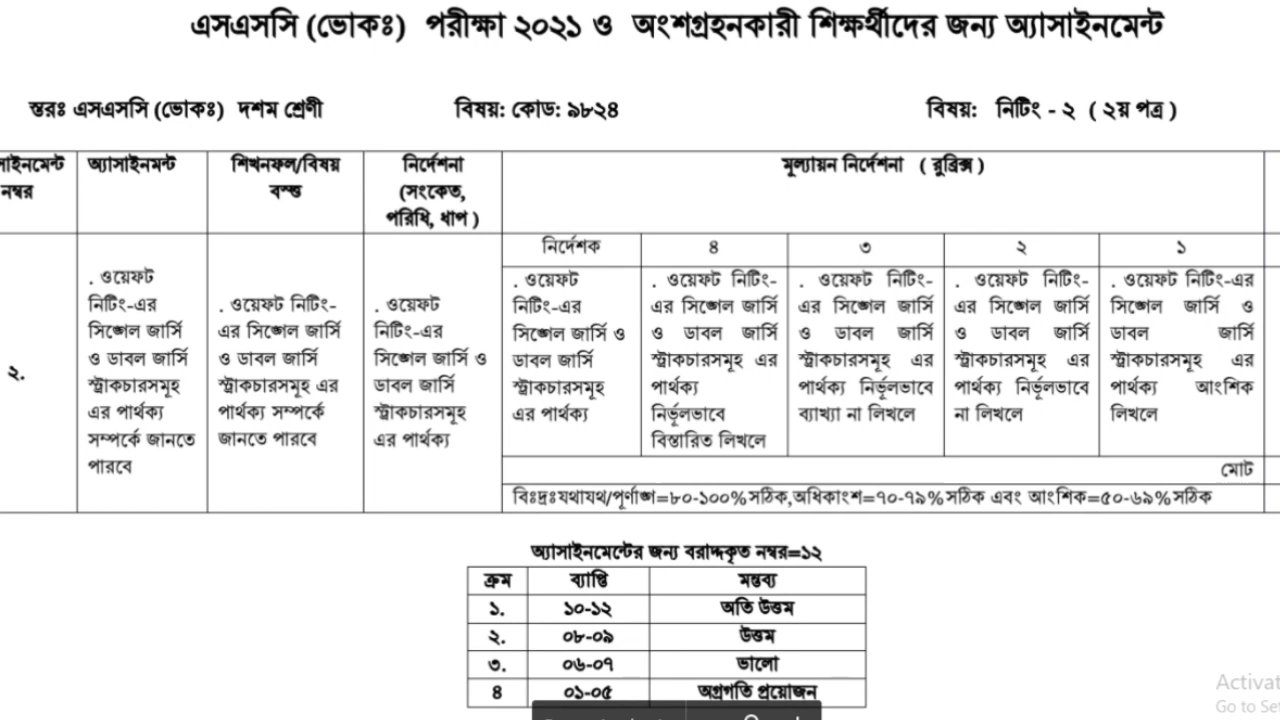 এসএসসি (ভোকঃ) পরীক্ষা ২০২১ ও অংশগ্রহনকারী শিক্ষর্থীদের জন্য অ্যাসাইনমেন্ট
স্তরঃ এসএসসি (ভোকঃ) দশম শ্রেণী
বিষয়: কোড: ৯৮২৪
বিষয়: নিটিং - ২ ( ২য় পত্র )
সাইনমেন্ট
নম্বর
অ্যাসাইনমন্ট
শিখনফল/বিষয়
বস্তু
নির্দেশনা
(সংকেত,
পরিধি, ধাপ )
মূল্যায়ন নির্দেশনা ( রুব্রিক্স )
নির্দেশক
৪
৩
২
১
২.
. ওয়েফট
নিটিং-এর
সিঙ্গেল জার্সি
ও ডাবল জার্সি
স্ট্রাকচারসমূহ
এর পার্থক্য
সম্পর্কে জানতে
পারবে
. ওয়েফট নিটিং-
এর সিঙ্গেল জার্সি
ও ডাবল জার্সি
স্ট্রাকচারসমূহ এর
পার্থক্য সম্পর্কে
জানতে পারবে
. ওয়েফট
নিটিং-এর
সিঙ্গেল জার্সি ও
ডাবল জার্সি
স্ট্রাকচারসমূহ
এর পার্থক্য
. ওয়েফট
নিটিং-এর
সিঙ্গেল জার্সি ও
ডাবল জার্সি
স্ট্রাকচারসমূহ
এর পার্থক্য
. ওয়েফট নিটিং-
এর সিঙ্গেল জার্সি
ও ডাবল জার্সি
স্ট্রাকচারসমূহ এর
পার্থক্য
নির্ভূলভাবে
বিস্তারিত লিখলে
. ওয়েফট নিটিং-
এর সিঙ্গেল জার্সি
ও ডাবল জার্সি
স্ট্রাকচারসমূহ এর
পার্থক্য নির্ভূলভাবে
ব্যাখ্যা না লিখলে
. ওয়েফট নিটিং-
এর সিঙ্গেল জার্সি
ও ডাবল জার্সি
স্ট্রাকচারসমূহ এর
পার্থক্য নির্ভূলভাবে
না লিখলে
. ওয়েফট নিটিং-এর
সিঙ্গেল জার্সি ও
ডাবল জার্সি
স্ট্রাকচারসমূহ এর
পার্থক্য আংশিক
লিখলে
মোট
বিঃদ্রঃযথাযথ/পূর্ণাঙ্গ=৮০-১০০%সঠিক,অধিকাংশ=৭০-৭৯% সঠিক এবং আংশিক=৫০-৬৯% সঠিক
অ্যাসাইনমেন্টের জন্য বরাদ্দকৃত নম্বর=১২
ক্রম ব্যাপ্তি মন্তব্য
১. ১০-১২ অতি উত্তম
২. ০৮-০৯ উত্তম
৩. ০৬-০৭ ভালো
৪ ০১-০৫ অগ্রগতি প্রয়োজন
Activat
Go to Set